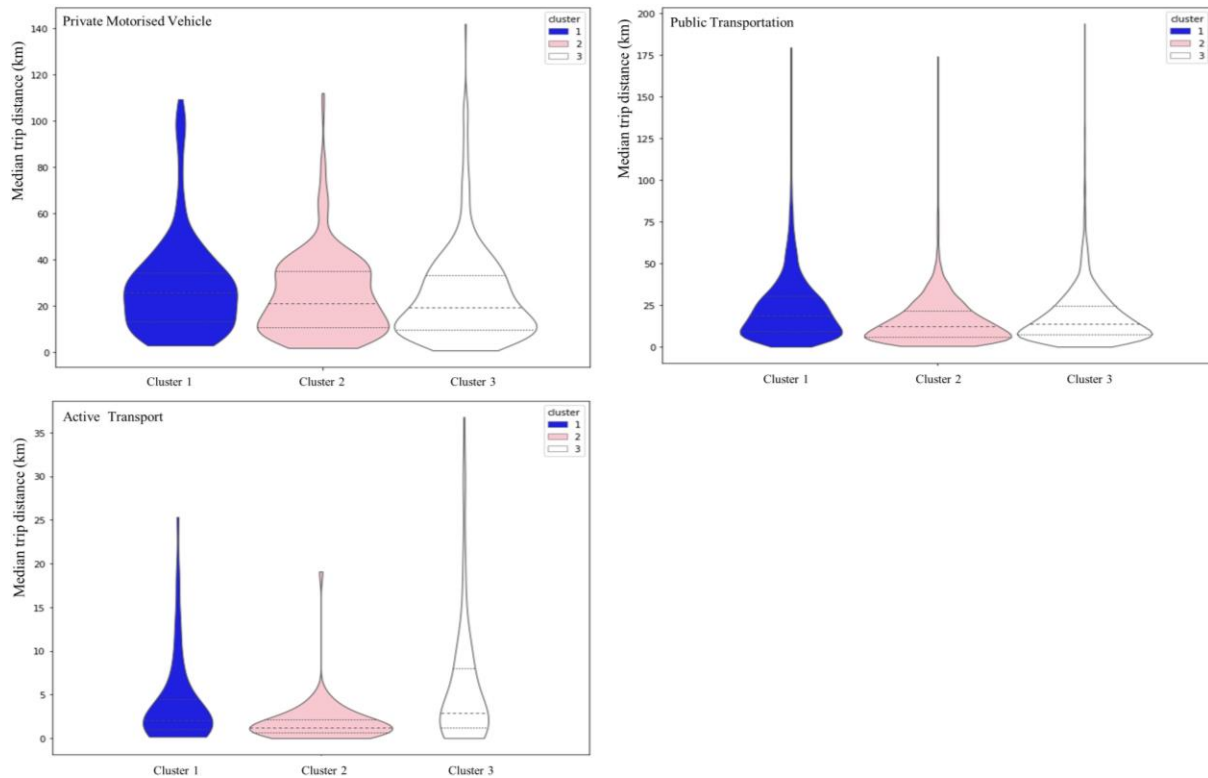 Private Motorised Vehicle
Median trip distance (km)
140
120
100
80
60
40
20
0
cluster
1
2
3
Cluster 1
Cluster 2
Cluster 3
Public Transportation
Median trip distance (km)
200
175
150
125
100
75
50
25
0
cluster
1
2
3
Cluster 1
Cluster 2
Cluster 3
Active Transport
Median trip distance (km)
35
30
25
20
15
10
5
0
cluster
1
2
3
Cluster 1
Cluster 2
Cluster 3